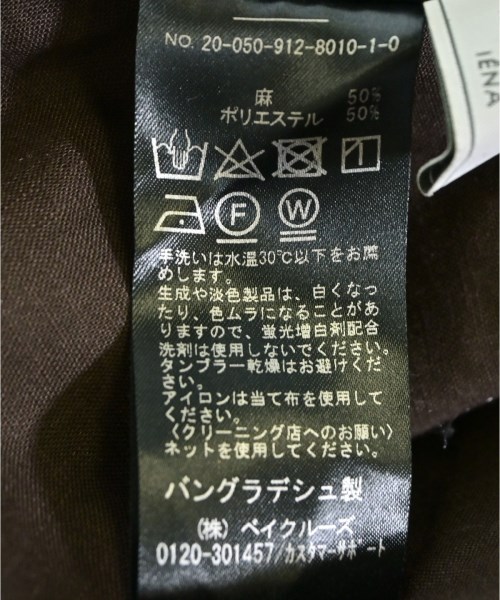 NO. 20-050-912-8010-1-0
IÉNA
麻 50%
ポリエステル 50%
F W
手洗いは水温30℃以下をお薦
めします。
生成や淡色製品は、白くなっ
たり、色ムラになることがあ
りますので、蛍光増白剤配合
洗剤は使用しないでください。
タンブラー乾燥はお避けくだ
さい。
アイロンは当て布を使用して
ください。
〈クリーニング店へのお願い〉
ネットを使用してください。
バングラデシュ製
(株) ベイクルーズ
0120-301457/カスタマーサポート